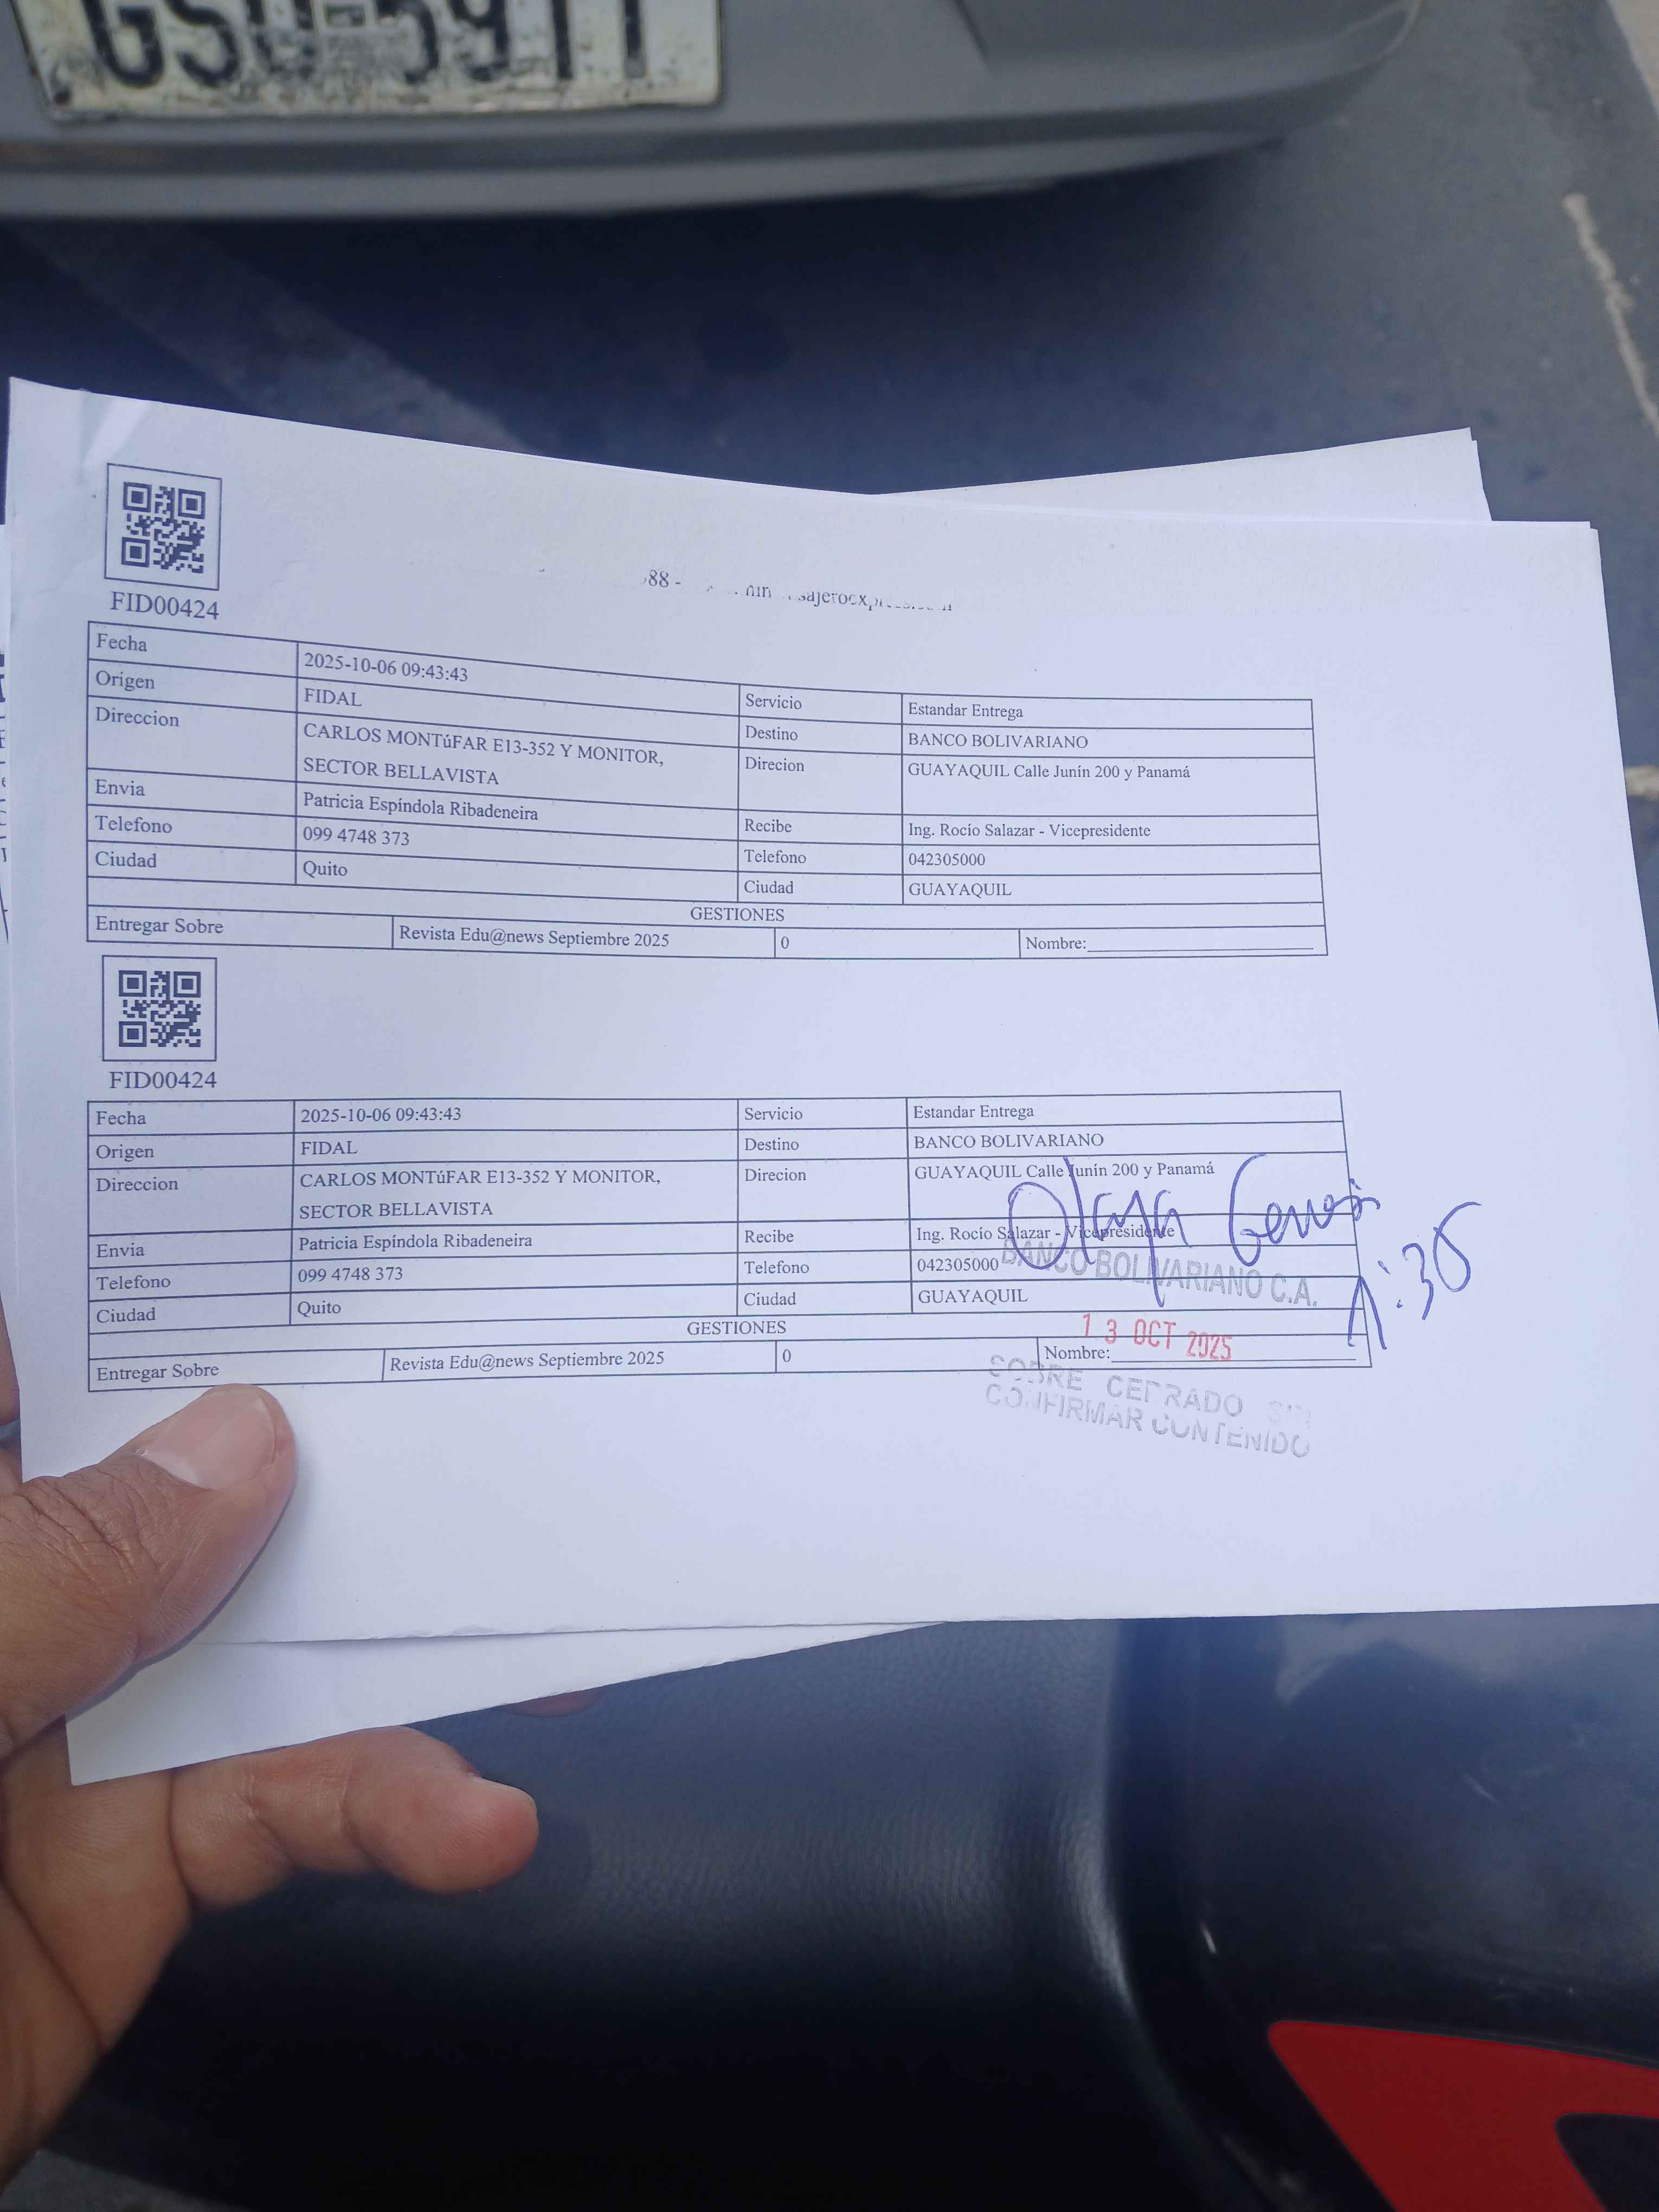 FID00424
Fecha 2025-10-06 09:43:43 Servicio Estandar Entrega
Origen FIDAL Destino BANCO BOLIVARIANO
Direccion CARLOS MONTúFAR E13-352 Y MONITOR, Direcion GUAYAQUIL Calle Junín 200 y Panamá
SECTOR BELLAVISTA
Envia Patricia Espíndola Ribadeneira Recibe Ing. Rocío Salazar - Vicepresidente
Telefono 099 4748 373 Telefono 042305000
Ciudad Quito Ciudad GUAYAQUIL
GESTIONES
Entregar Sobre Revista Edu@news Septiembre 2025 0 Nombre:
FID00424
Fecha 2025-10-06 09:43:43 Servicio Estandar Entrega
Origen FIDAL Destino BANCO BOLIVARIANO
Direccion CARLOS MONTúFAR E13-352 Y MONITOR, Direcion GUAYAQUIL Calle Junín 200 y Panamá
SECTOR BELLAVISTA
Envia Patricia Espíndola Ribadeneira Recibe Ing. Rocío Salazar - Vicepresidente
Telefono 099 4748 373 Telefono 042305000
BANCO BOLIVARIANO C.A.
Ciudad Quito Ciudad GUAYAQUIL
GESTIONES
13 OCT 2025
Entregar Sobre Revista Edu@news Septiembre 2025 0 Nombre:
SOBRE CERRADO
CONFIRMAR CONTENIDO